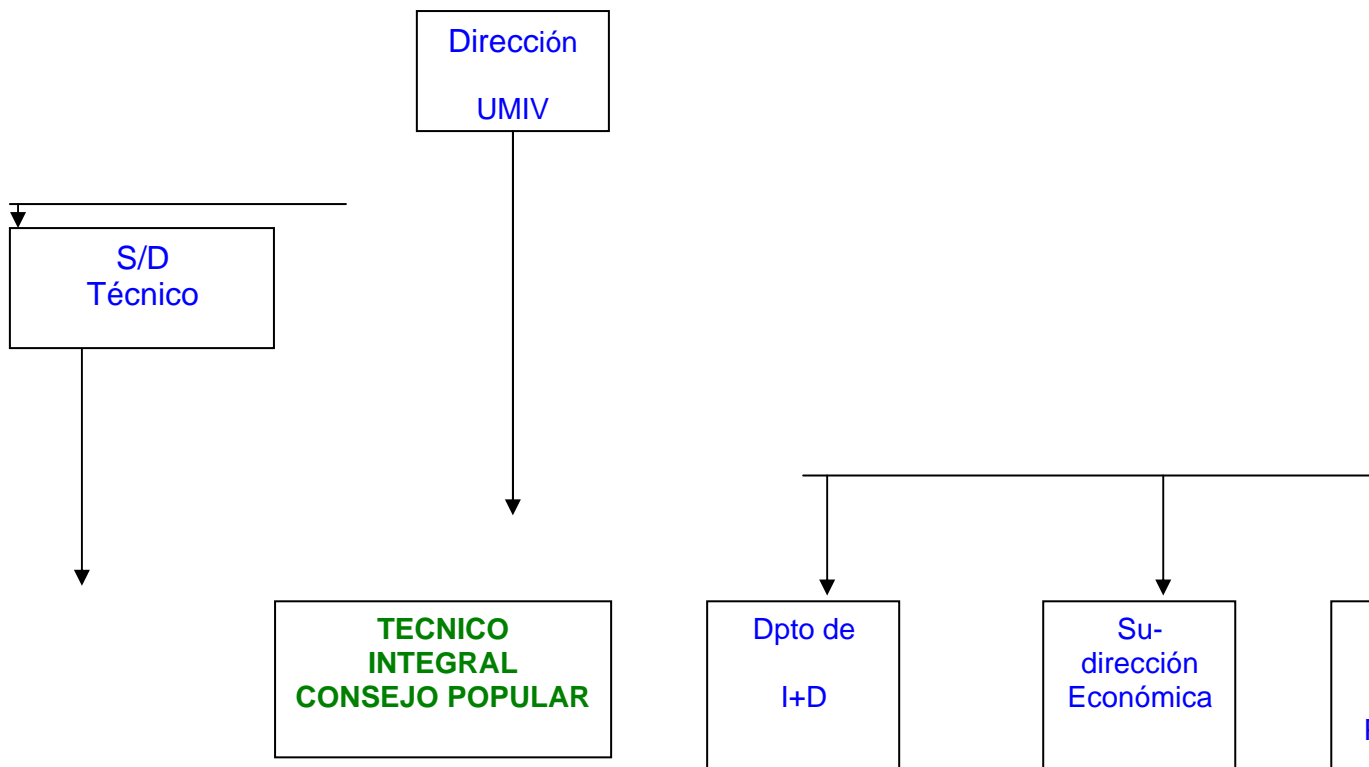 Dirección
UMIV
S/D
Técnico
TECNICO
INTEGRAL
CONSEJO POPULAR
Dpto de
I+D
Su-
dirección
Económica